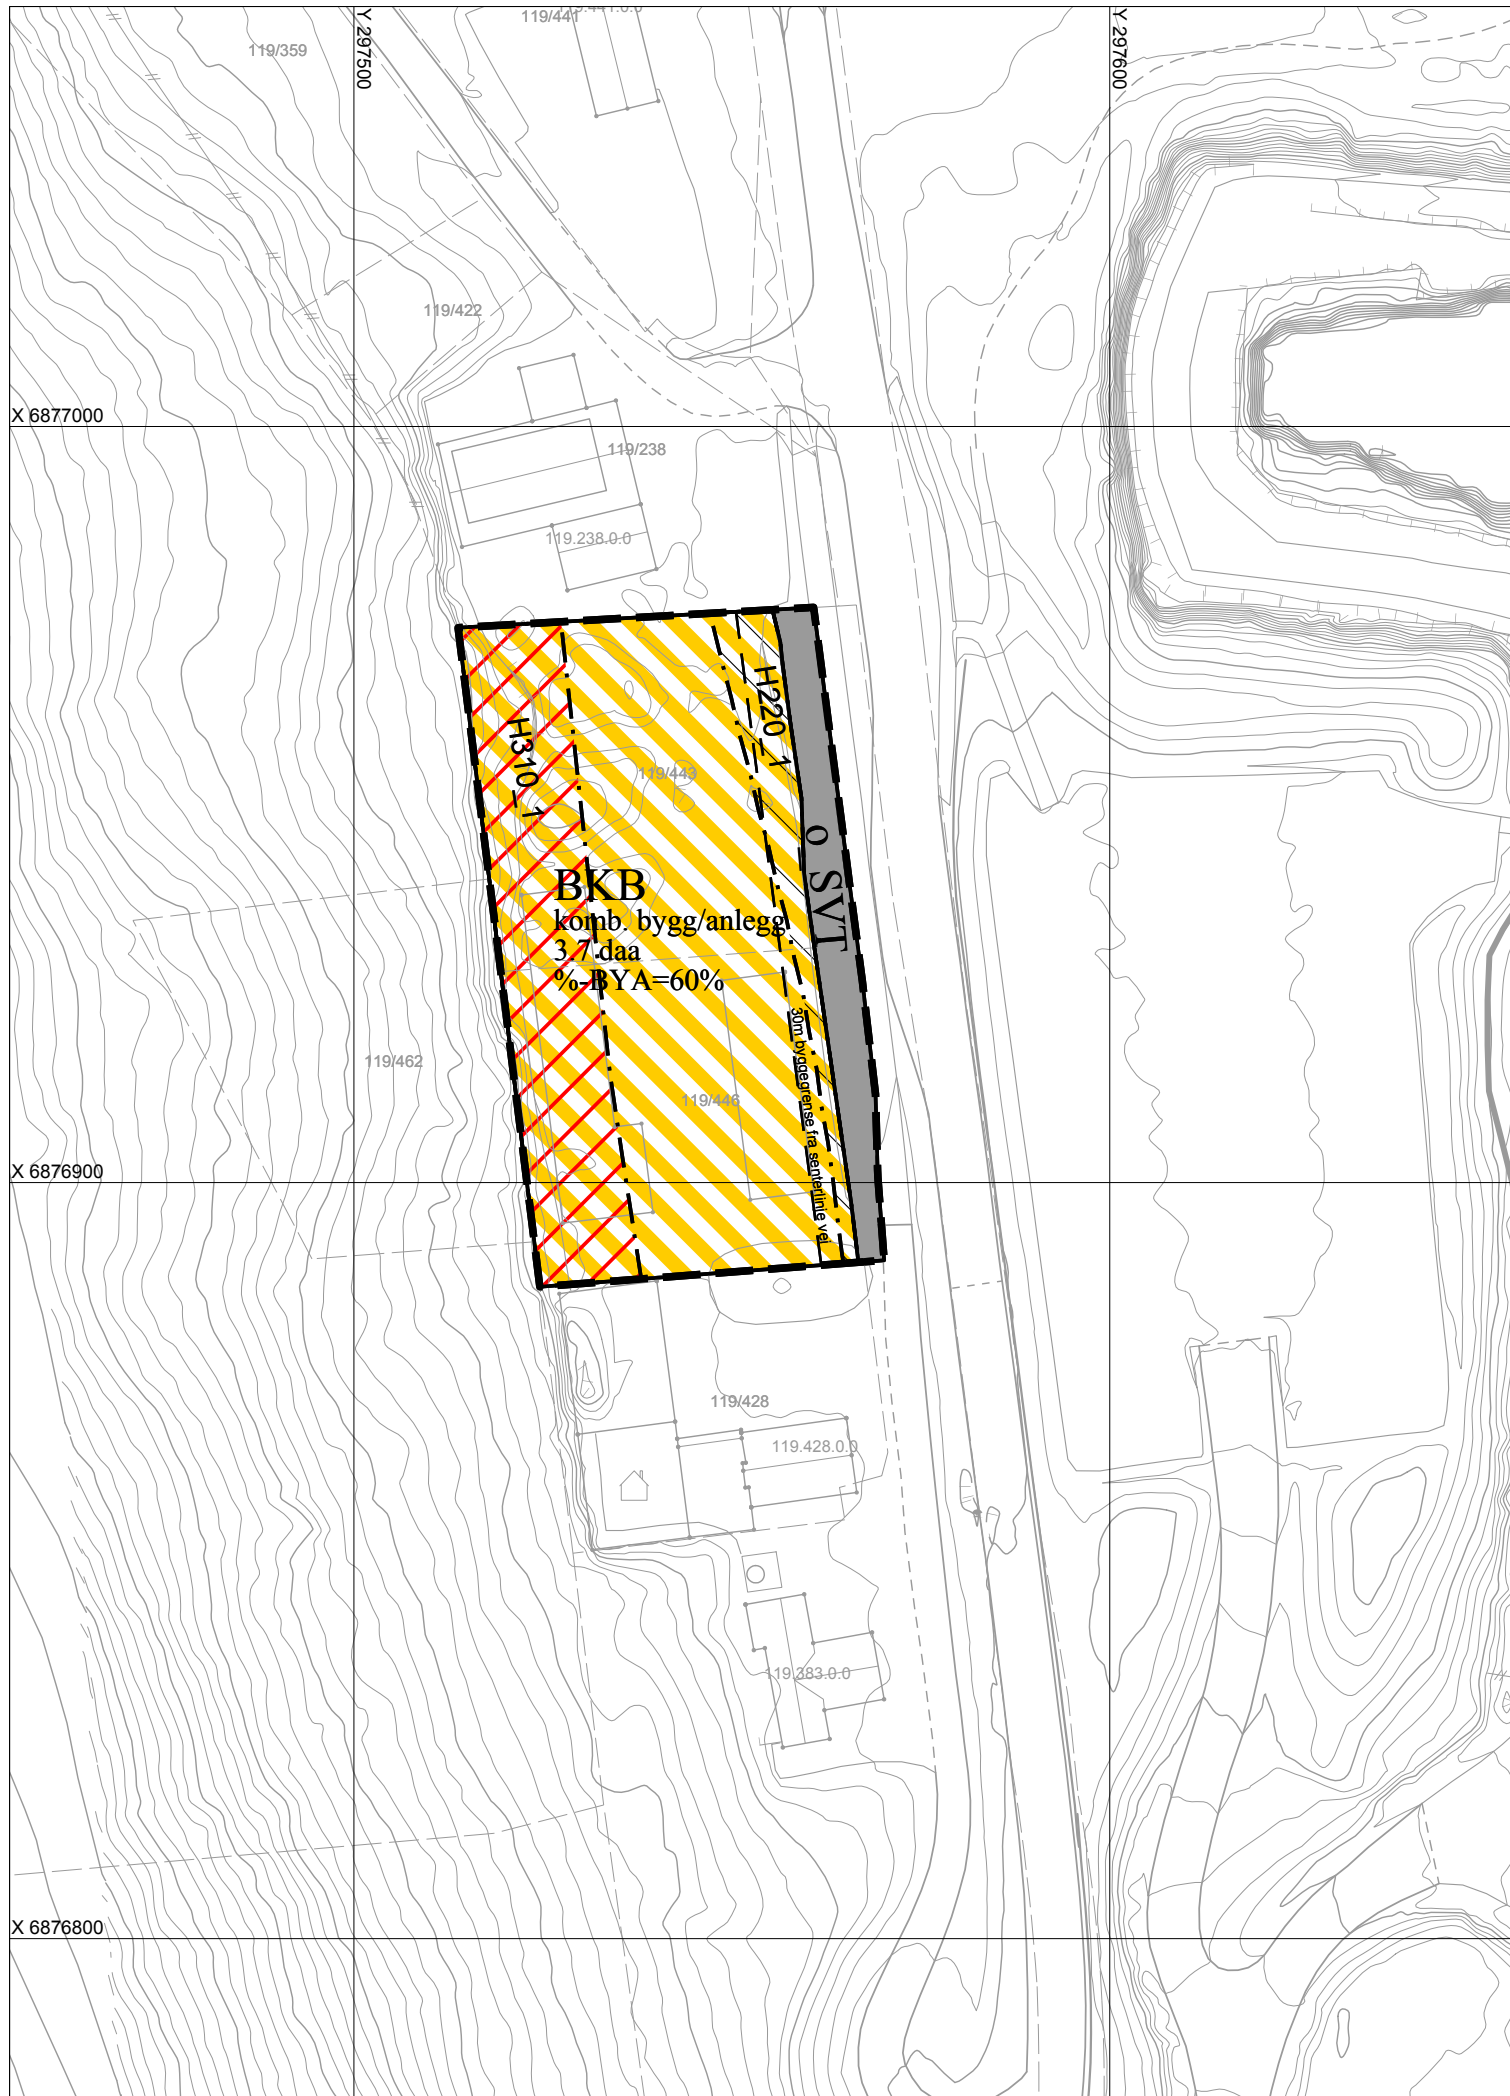 119/441
119/359
Y 297500
Y 297600
119/422
X 6877000
119/238
119.238.0.0
H220_1
H310_1
119/443
o SVT
BKB
komb. bygg/anlegg
3.7 daa
%-BYA=60%
30m byggegrense fra senterlinie vei
119/462
119/446
X 6876900
119/428
119.428.0.0
119.383.0.0
X 6876800